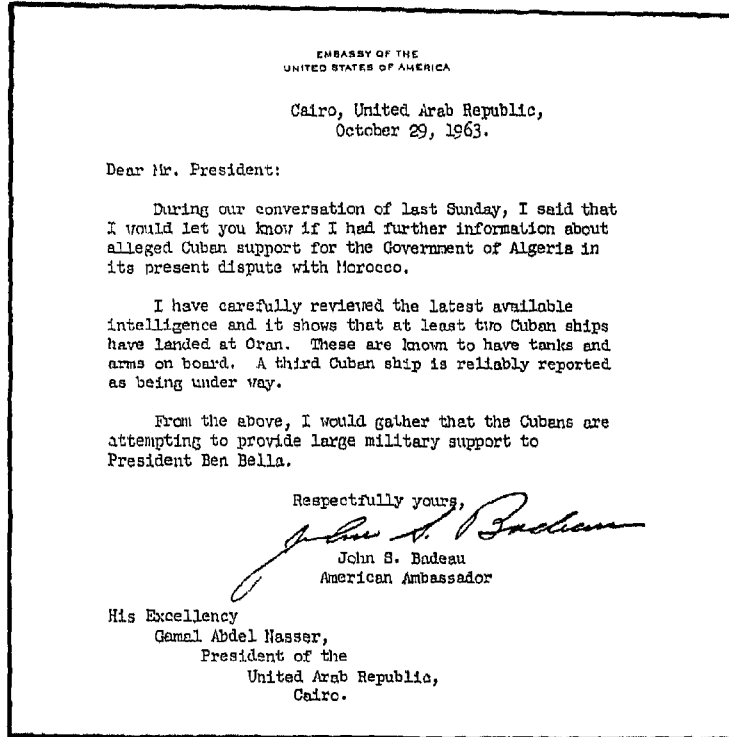 EMBASSY OF THE
UNITED STATES OF AMERICA
Cairo, United Arab Republic,
October 29, 1963.
Dear Mr. President:
During our conversation of last Sunday, I said that
I would let you know if I had further information about
alleged Cuban support for the Government of Algeria in
its present dispute with Morocco.
I have carefully reviewed the latest available
intelligence and it shows that at least two Cuban ships
have landed at Oran. These are known to have tanks and
arms on board. A third Cuban ship is reliably reported
as being under way.
From the above, I would gather that the Cubans are
attempting to provide large military support to
President Ben Bella.
Respectfully yours,
John S. Badeau
John S. Badeau
American Ambassador
His Excellency
Gamal Abdel Nasser,
President of the
United Arab Republic,
Cairo.